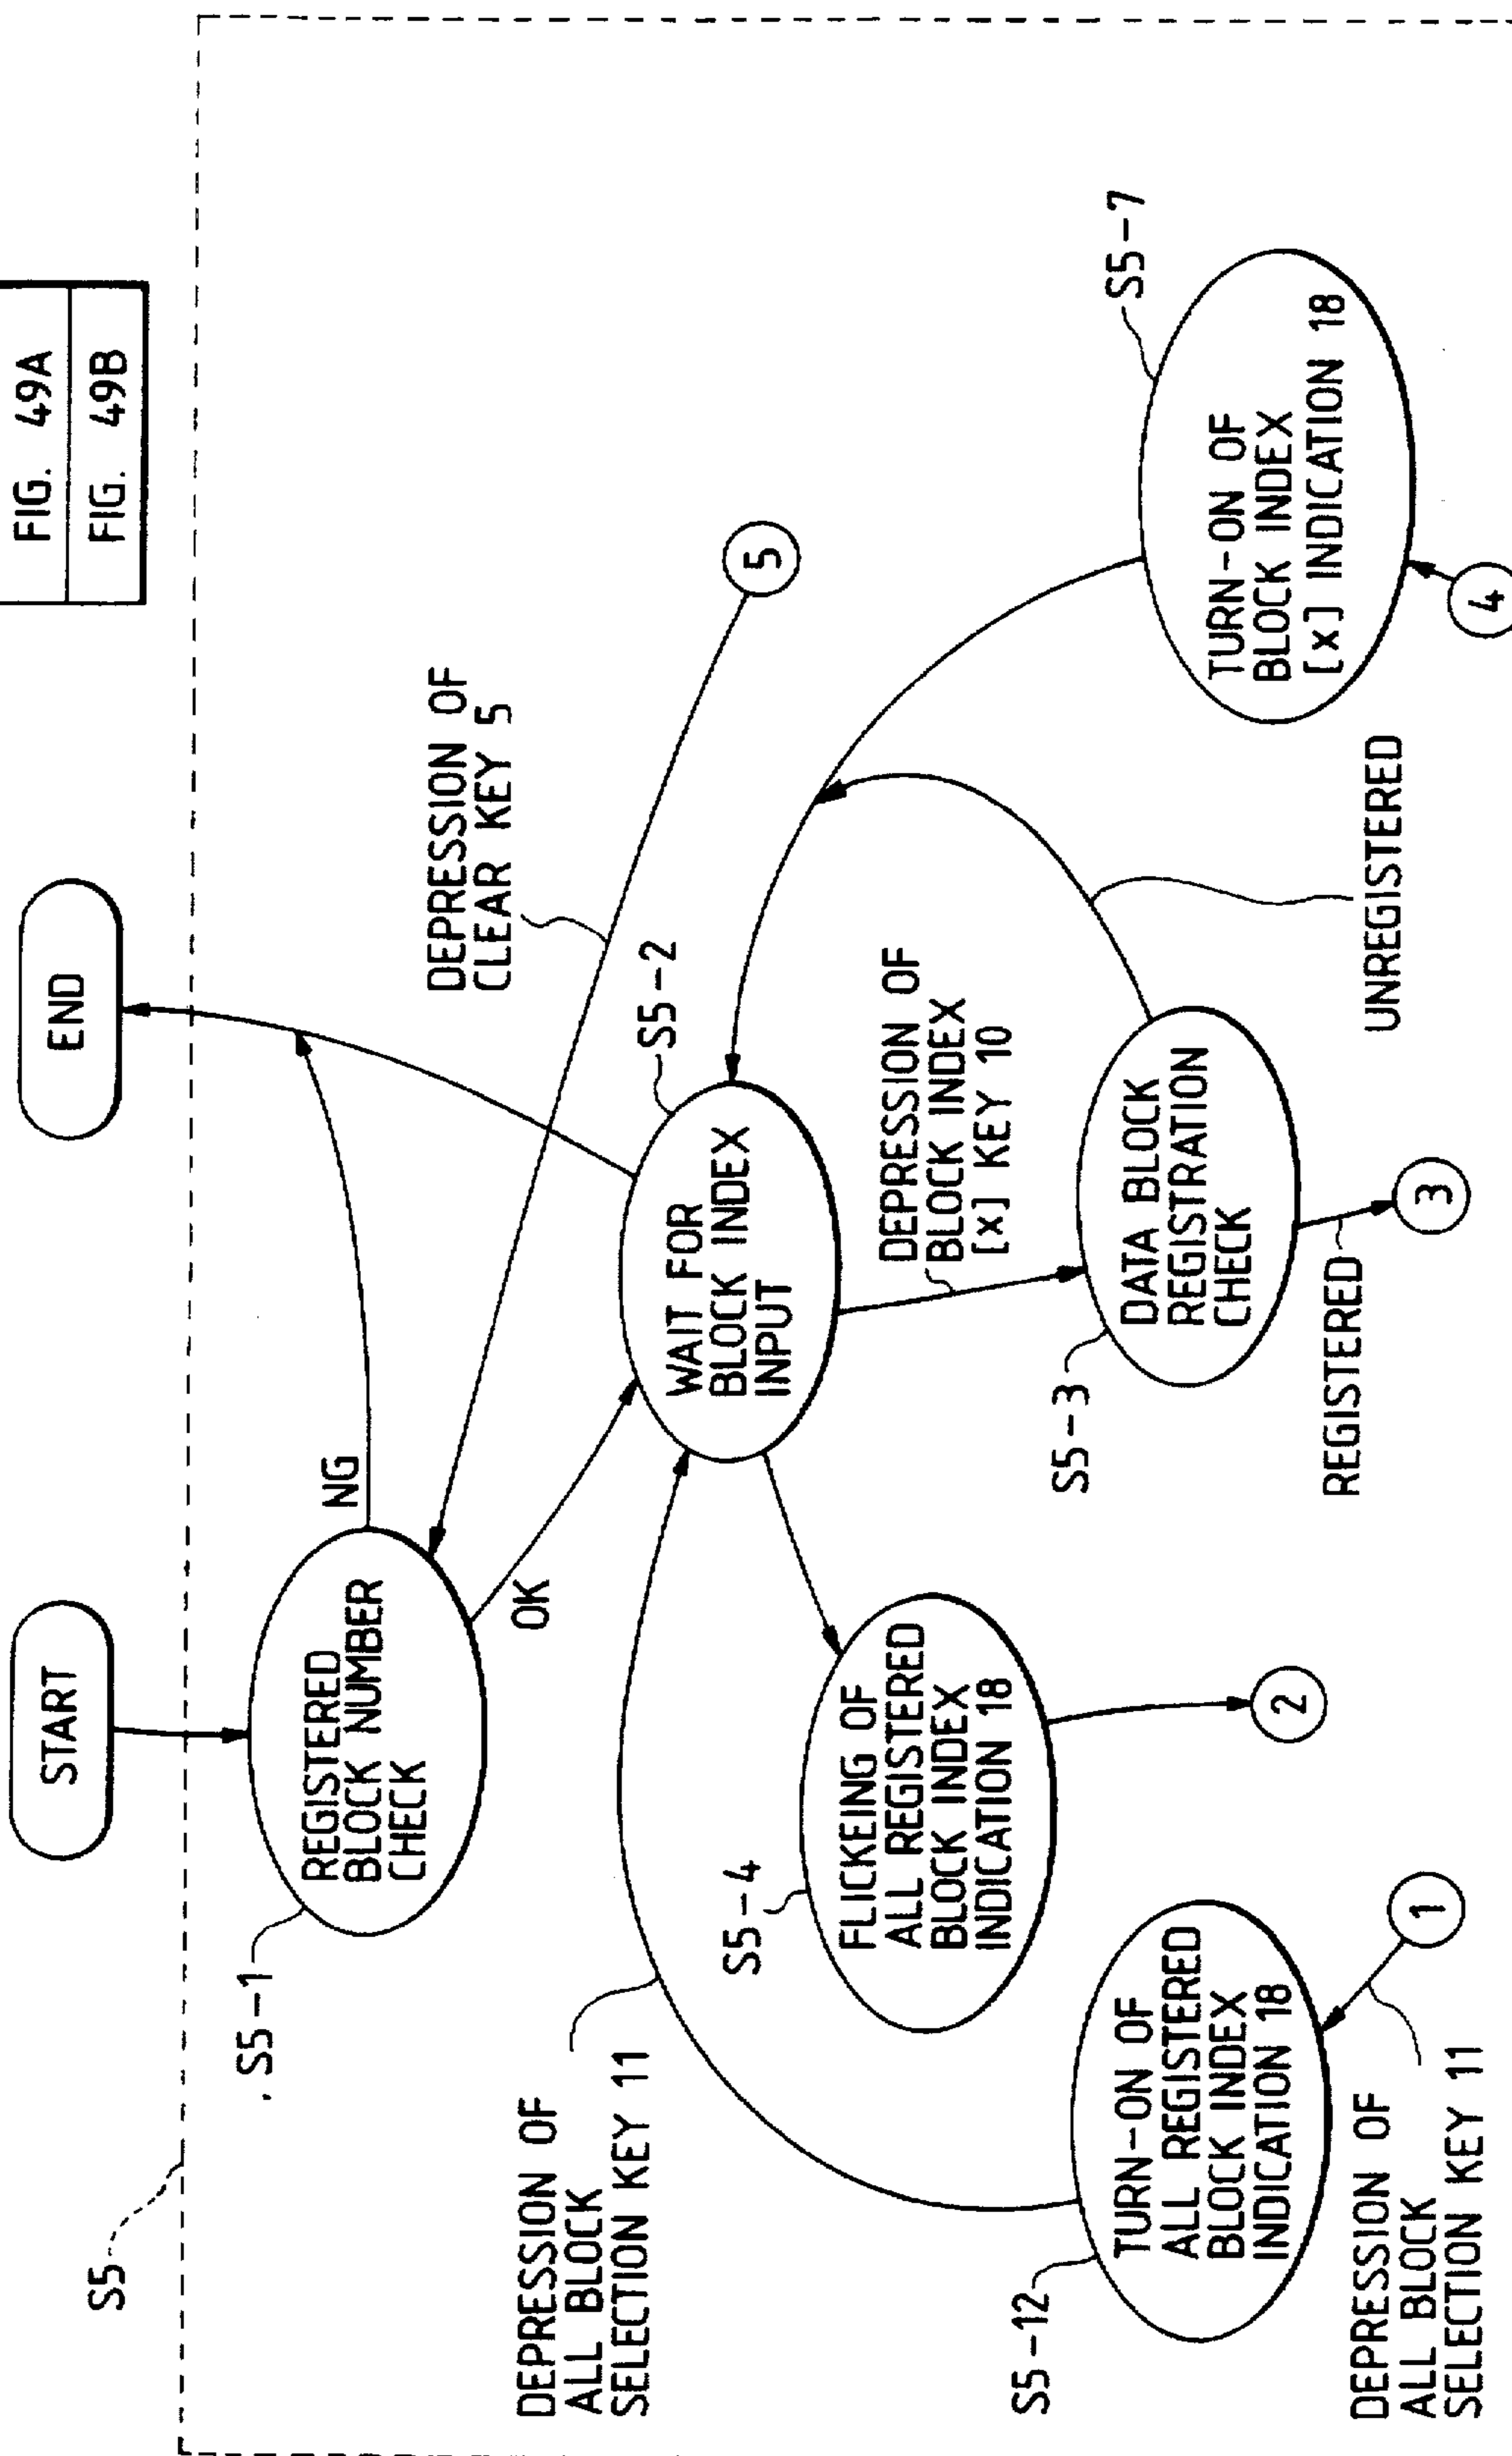 FIG. 49A
FIG. 49B
START
END
S5
S5-1
REGISTERED
BLOCK NUMBER
CHECK
NG
OK
DEPRESSION OF
CLEAR KEY 5
5
DEPRESSION OF
ALL BLOCK
SELECTION KEY 11
S5-2
WAIT FOR
BLOCK INDEX
INPUT
S5-4
FLICKEING OF
ALL REGISTERED
BLOCK INDEX
INDICATION 18
2
DEPRESSION OF
BLOCK INDEX
[x] KEY 10
S5-12
TURN-ON OF
ALL REGISTERED
BLOCK INDEX
INDICATION 18
1
DEPRESSION OF
ALL BLOCK
SELECTION KEY 11
S5-3
DATA BLOCK
REGISTRATION
CHECK
REGISTERED
3
UNREGISTERED
S5-7
TURN-ON OF
BLOCK INDEX
[x] INDICATION 18
4